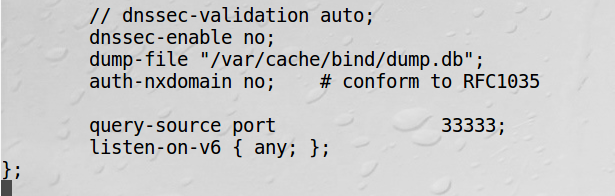 // dnssec-validation auto;
dnssec-enable no;
dump-file "/var/cache/bind/dump.db";
auth-nxdomain no;    # conform to RFC1035
query-source port              33333;
listen-on-v6 { any; };
};